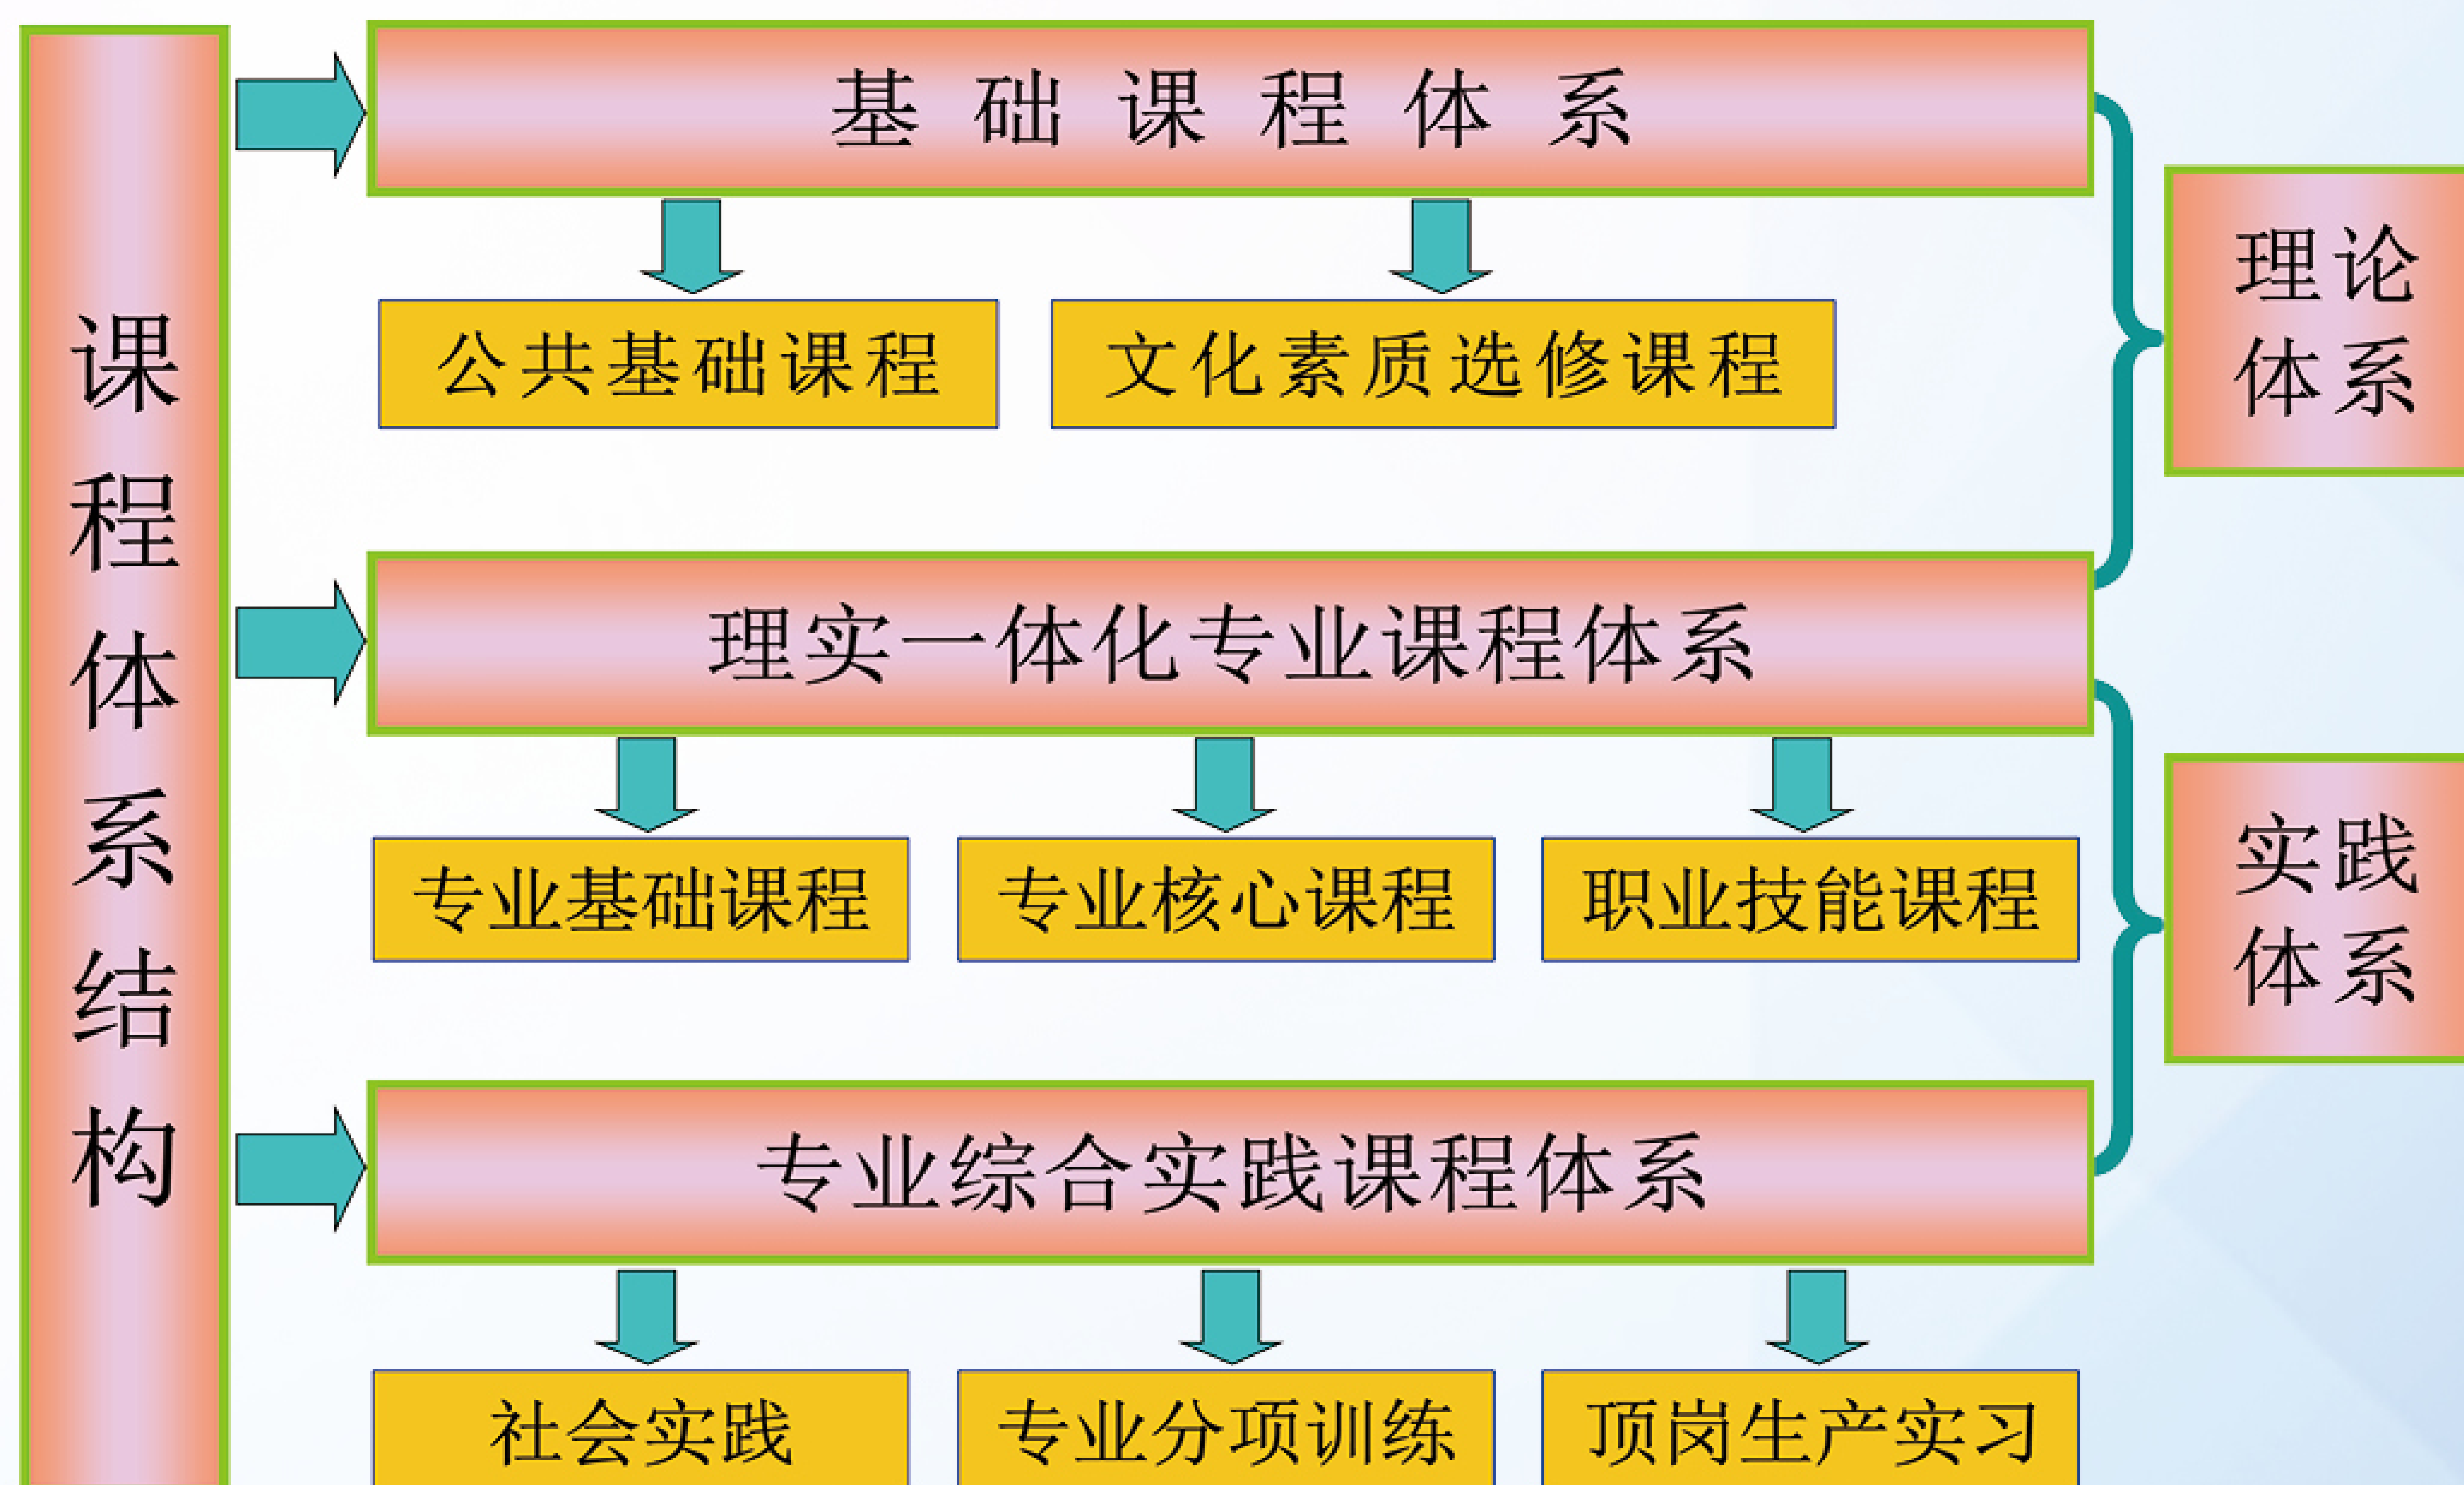 课程体系结构
基础课程体系
公共基础课程
文化素质选修课程
理论
体系
理实一体化专业课程体系
专业基础课程
专业核心课程
职业技能课程
实践
体系
专业综合实践课程体系
社会实践
专业分项训练
顶岗生产实习